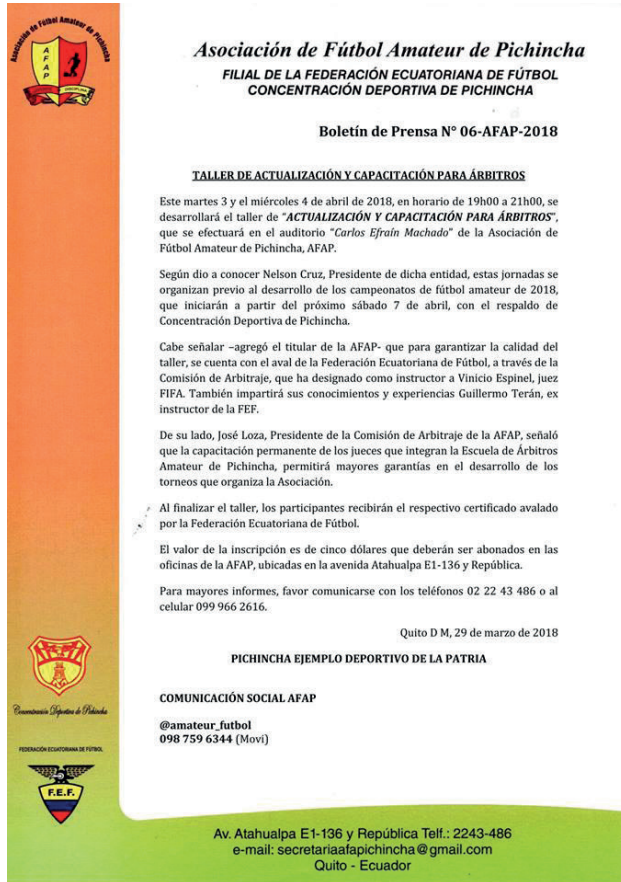 Asociación de Fútbol Amateur de Pichincha
A F A P
DISCIPLINA
Asociación de Fútbol Amateur de Pichincha
FILIAL DE LA FEDERACIÓN ECUATORIANA DE FÚTBOL
CONCENTRACIÓN DEPORTIVA DE PICHINCHA
Boletín de Prensa N° 06-AFAP-2018
TALLER DE ACTUALIZACIÓN Y CAPACITACIÓN PARA ÁRBITROS
Este martes 3 y el miércoles 4 de abril de 2018, en horario de 19h00 a 21h00, se
desarrollará el taller de "ACTUALIZACIÓN Y CAPACITACIÓN PARA ÁRBITROS",
que se efectuará en el auditorio "Carlos Efraín Machado" de la Asociación de
Fútbol Amateur de Pichincha, AFAP.
Según dio a conocer Nelson Cruz, Presidente de dicha entidad, estas jornadas se
organizan previo al desarrollo de los campeonatos de fútbol amateur de 2018,
que iniciarán a partir del próximo sábado 7 de abril, con el respaldo de
Concentración Deportiva de Pichincha.
Cabe señalar –agregó el titular de la AFAP- que para garantizar la calidad del
taller, se cuenta con el aval de la Federación Ecuatoriana de Fútbol, a través de la
Comisión de Arbitraje, que ha designado como instructor a Vinicio Espinel, juez
FIFA. También impartirá sus conocimientos y experiencias Guillermo Terán, ex
instructor de la FEF.
De su lado, José Loza, Presidente de la Comisión de Arbitraje de la AFAP, señaló
que la capacitación permanente de los jueces que integran la Escuela de Árbitros
Amateur de Pichincha, permitirá mayores garantías en el desarrollo de los
torneos que organiza la Asociación.
Al finalizar el taller, los participantes recibirán el respectivo certificado avalado
por la Federación Ecuatoriana de Fútbol.
El valor de la inscripción es de cinco dólares que deberán ser abonados en las
oficinas de la AFAP, ubicadas en la avenida Atahualpa E1-136 y República.
Para mayores informes, favor comunicarse con los teléfonos 02 22 43 486 o al
celular 099 966 2616.
Quito D M, 29 de marzo de 2018
PICHINCHA EJEMPLO DEPORTIVO DE LA PATRIA
COMUNICACIÓN SOCIAL AFAP
@amateur_futbol
098 759 6344 (Movi)
Concentración Deportiva de Pichincha
FEDERACIÓN ECUATORIANA DE FÚTBOL
F.E.F.
Av. Atahualpa E1-136 y República Telf.: 2243-486
e-mail: secretariaafapichincha@gmail.com
Quito - Ecuador